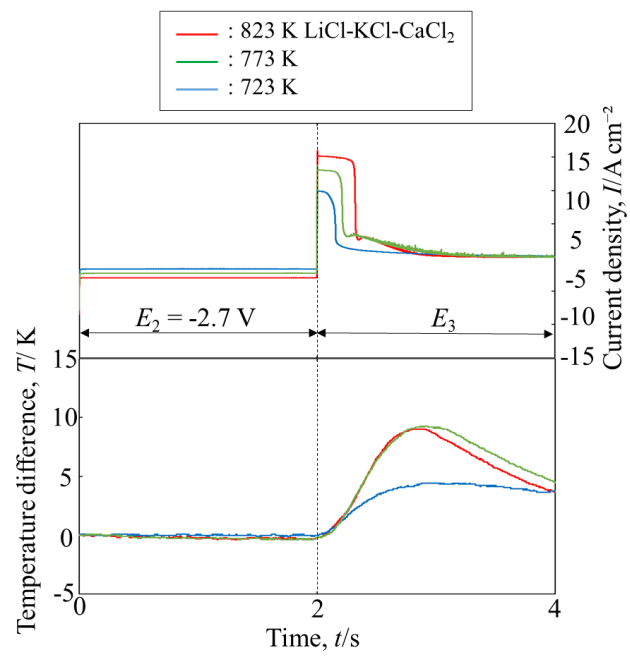 : 823 K LiCl-KCl-CaCl₂
: 773 K
: 723 K
20
15
10
5
-5
-10
-15
Current density, I/A cm⁻²
E₂ = -2.7 V
E₃
15
10
5
0
-5
Temperature difference, T/ K
0
2
4
Time, t/s